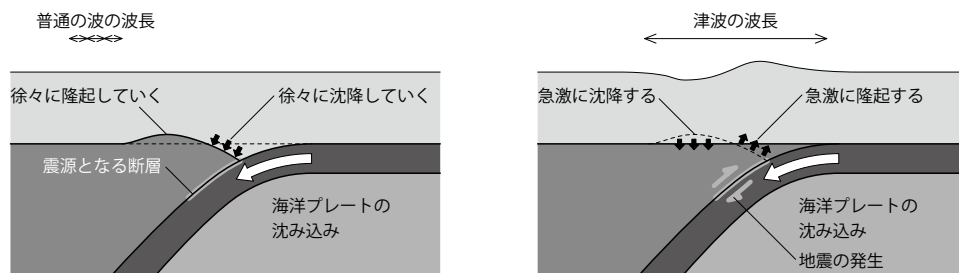 普通の波の波長
徐々に隆起していく
徐々に沈降していく
震源となる断層
海洋プレートの
沈み込み
津波の波長
急激に沈降する
急激に隆起する
海洋プレートの
沈み込み
地震の発生